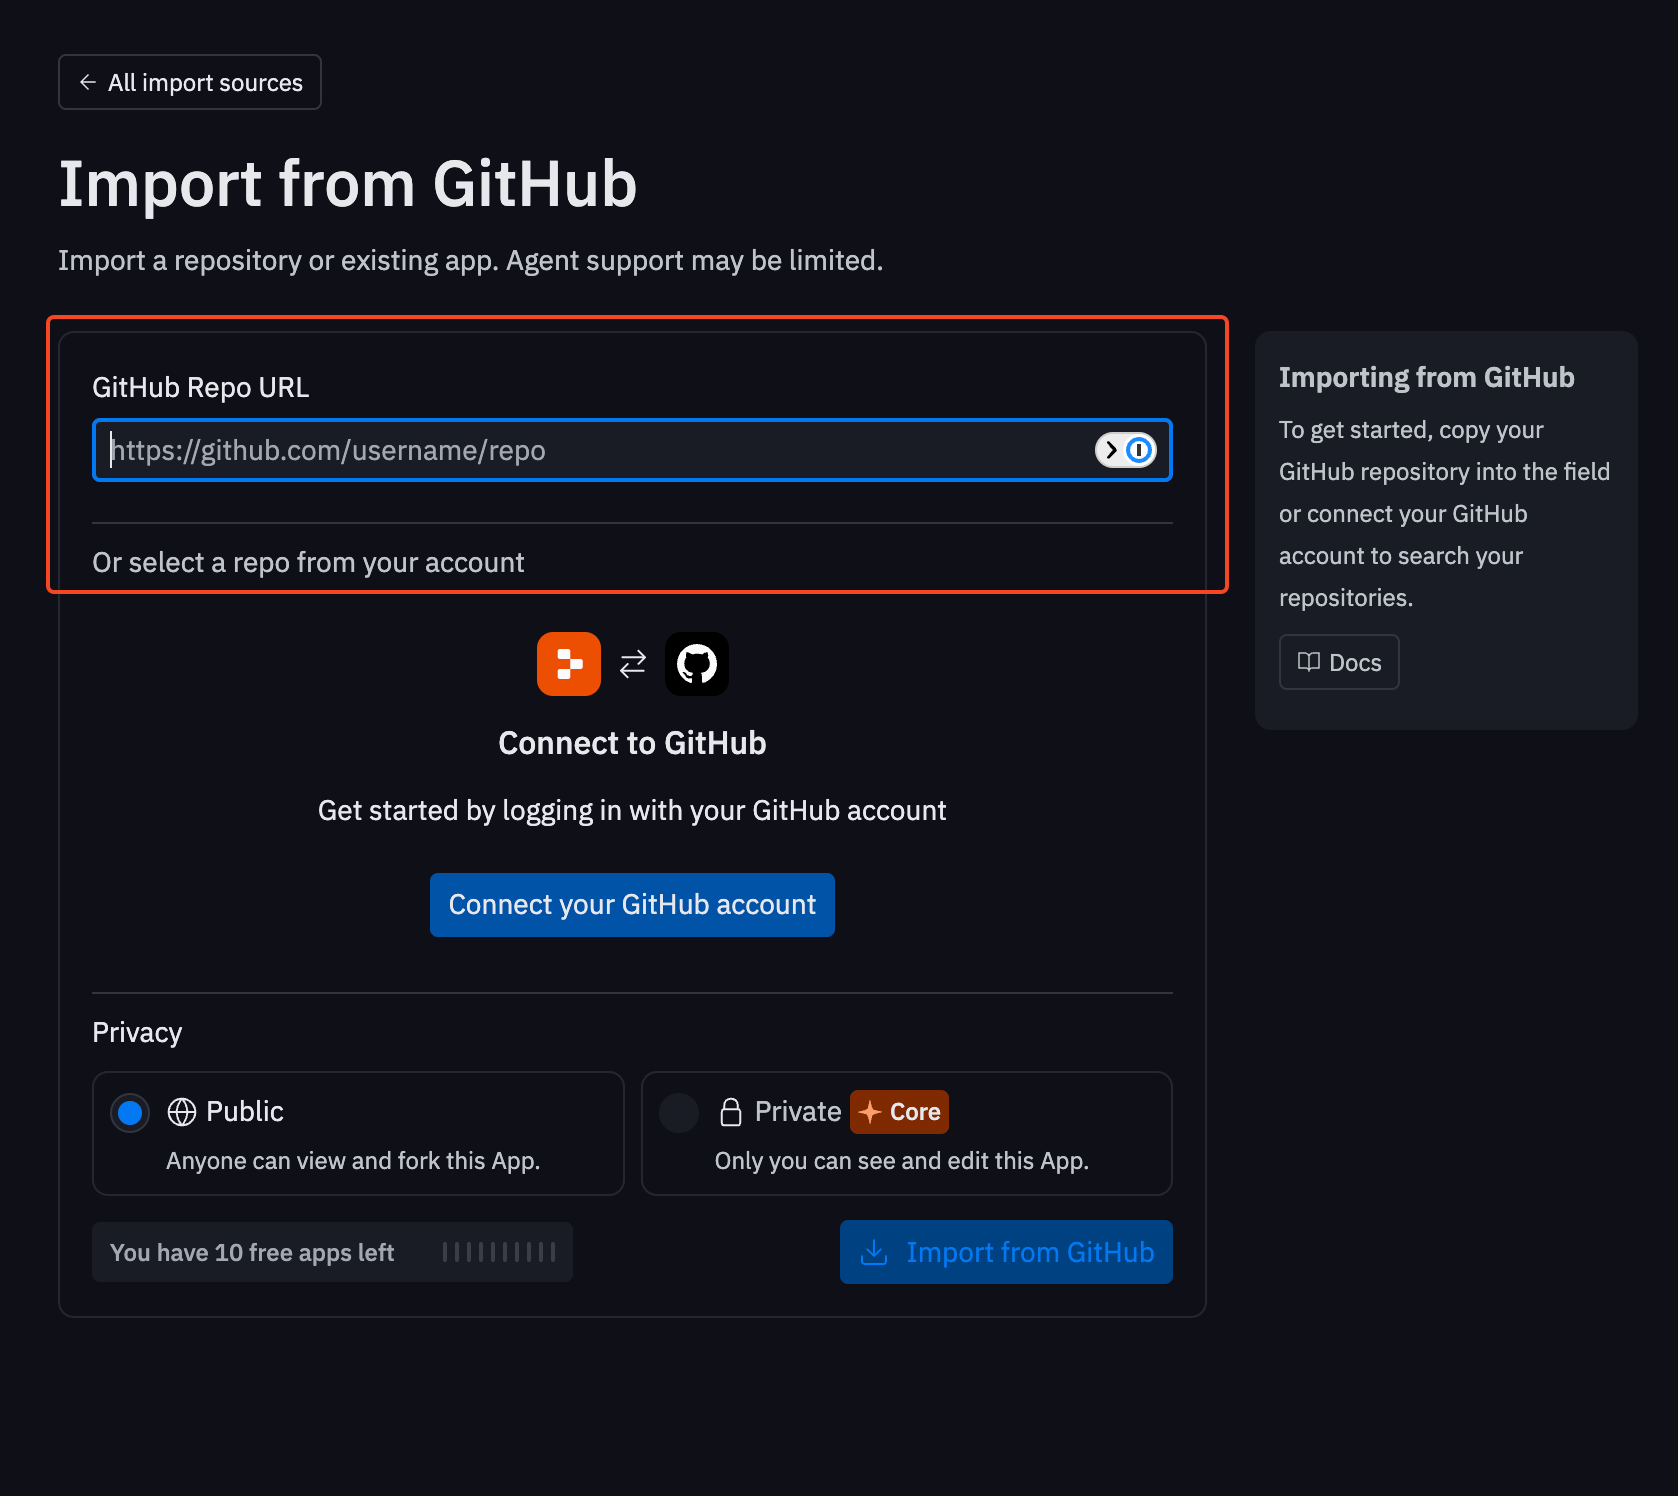 All import sources
Import from GitHub
Import a repository or existing app. Agent support may be limited.
GitHub Repo URL
https://github.com/username/repo
Or select a repo from your account
Connect to GitHub
Get started by logging in with your GitHub account
Connect your GitHub account
Privacy
Public
Anyone can view and fork this App.
Private Core
Only you can see and edit this App.
You have 10 free apps left
Import from GitHub
Importing from GitHub
To get started, copy your
GitHub repository into the field
or connect your GitHub
account to search your
repositories.
Docs